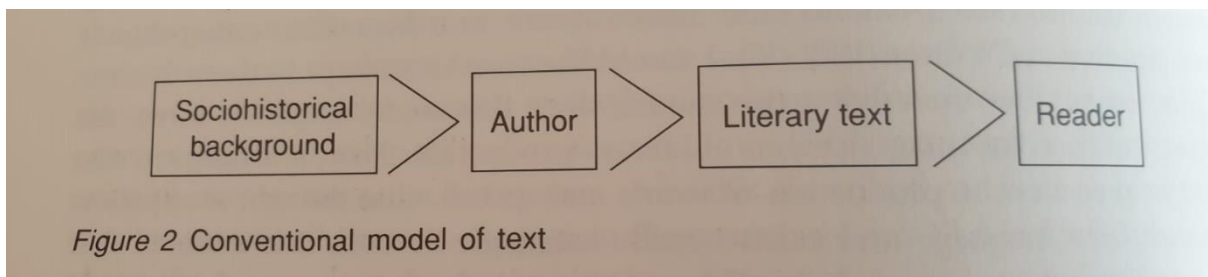 Sociohistorical
background
Author
Literary text
Reader
Figure 2 Conventional model of text